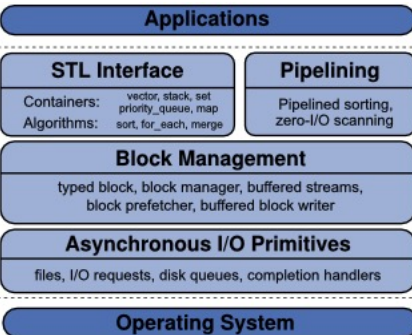 Applications
STL Interface
Containers: vector, stack, set
priority_queue, map
Algorithms: sort, for_each, merge
Pipelining
Pipelined sorting,
zero-I/O scanning
Block Management
typed block, block manager, buffered streams,
block prefetcher, buffered block writer
Asynchronous I/O Primitives
files, I/O requests, disk queues, completion handlers
Operating System